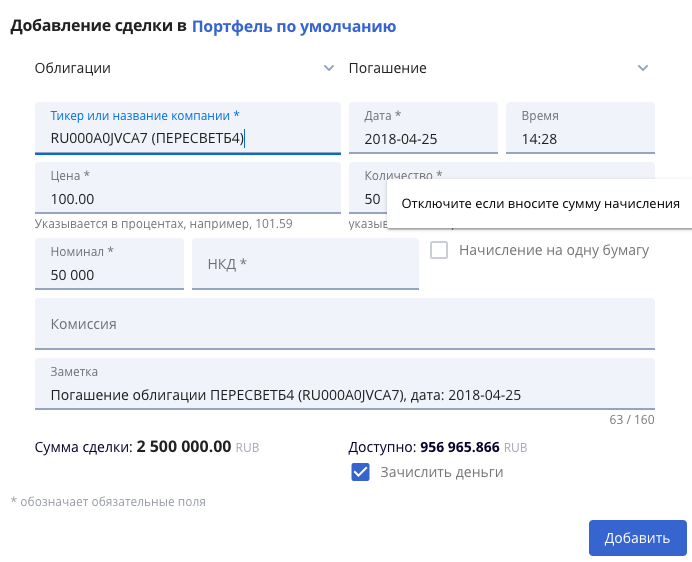 Добавление сделки в Портфель по умолчанию
Облигации Погашение
Тикер или название компании * Дата * Время
RU000A0JVCA7 (ПЕРЕСВЕТБ4) 2018-04-25 14:28
Цена * Количество *
100.00 50
Отключите если вносите сумму начисления
Указывается в процентах, например, 101.59
Номинал * НКД * Начисление на одну бумагу
50 000
Комиссия
Заметка
Погашение облигации ПЕРЕСВЕТБ4 (RU000A0JVCA7), дата: 2018-04-25
63 / 160
Сумма сделки: 2 500 000.00 RUB Доступно: 956 965.866 RUB
Зачислить деньги
* обозначает обязательные поля
Добавить